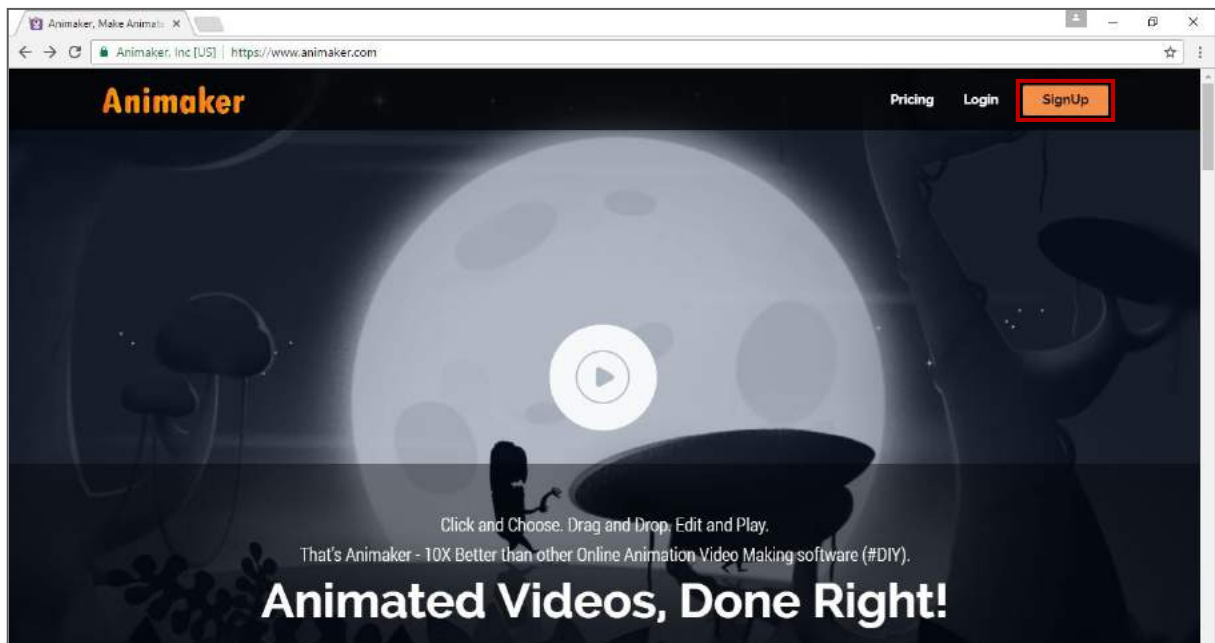 Animaker, Make Animat
Animaker, Inc [US] https://www.animaker.com
Animaker
Pricing Login SignUp
Click and Choose. Drag and Drop. Edit and Play.
That's Animaker - 10X Better than other Online Animation Video Making software (#DIY).
Animated Videos, Done Right!